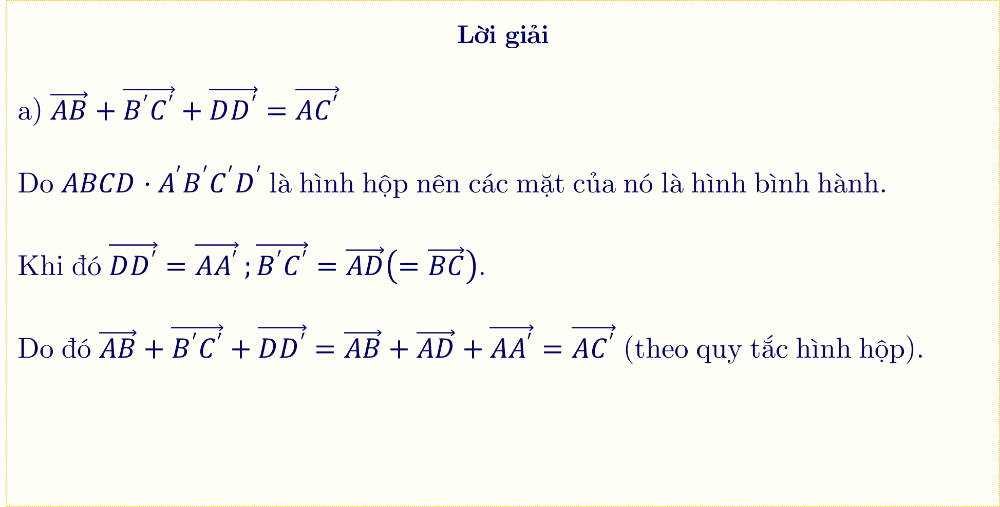 Lời giải
a) $\overrightarrow{AB} + \overrightarrow{B'C'} + \overrightarrow{DD'} = \overrightarrow{AC'}$
Do $ABCD \cdot A'B'C'D'$ là hình hộp nên các mặt của nó là hình bình hành.
Khi đó $\overrightarrow{DD'} = \overrightarrow{AA'}; \overrightarrow{B'C'} = \overrightarrow{AD}(= \overrightarrow{BC})$.
Do đó $\overrightarrow{AB} + \overrightarrow{B'C'} + \overrightarrow{DD'} = \overrightarrow{AB} + \overrightarrow{AD} + \overrightarrow{AA'} = \overrightarrow{AC'}$ (theo quy tắc hình hộp).